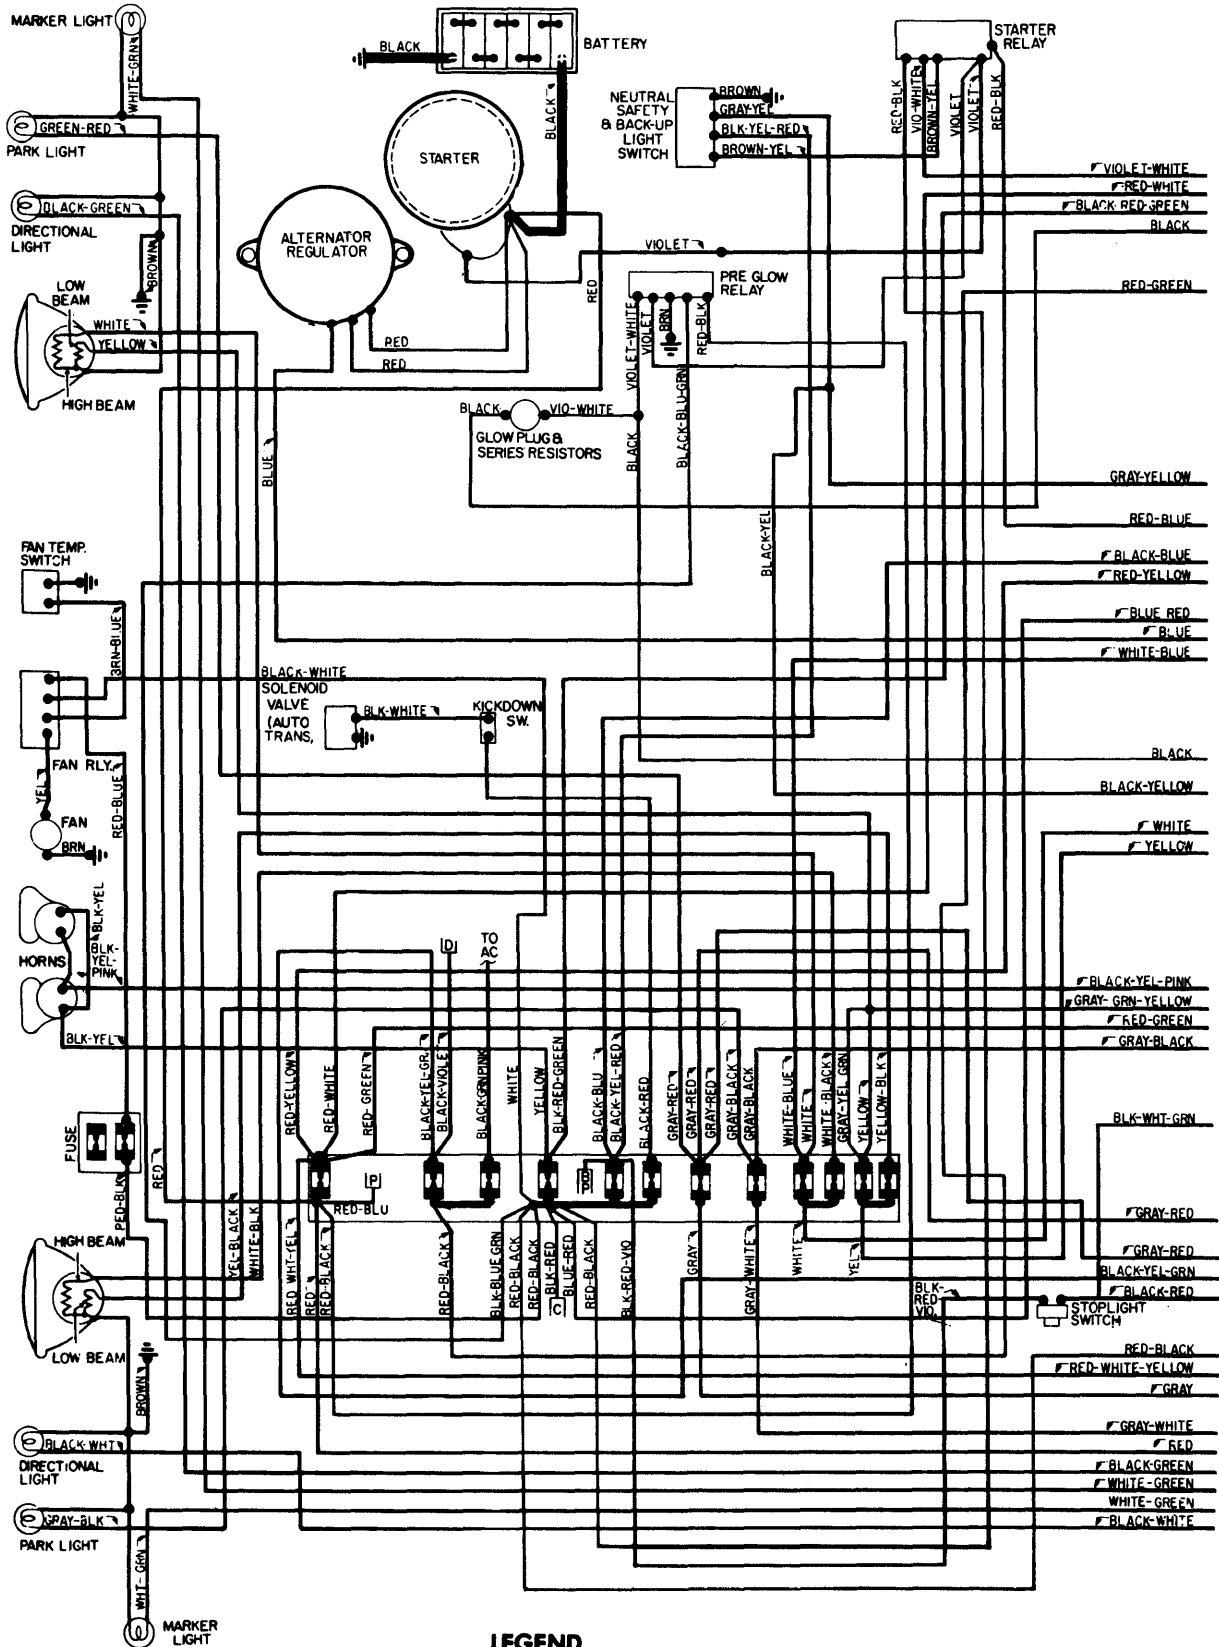 MARKER LIGHT
WHITE-GRN
GREEN-RED
PARK LIGHT
BLACK-GREEN
DIRECTIONAL
LIGHT
BROWN
LOW
BEAM
WHITE
YELLOW
HIGH BEAM
BLACK
BATTERY
BLACK
STARTER
ALTERNATOR
REGULATOR
RED
RED
RED
BLUE
VIOLET
NEUTRAL
SAFETY
& BACK-UP
LIGHT
SWITCH
BROWN
GRAY-YEL
BLK-YEL-RED
BROWN-YEL
STARTER
RELAY
RED-BLK
VIO-WHITE
BROWN-YEL
VIOLET
VIOLET
RED-BLK
PRE GLOW
RELAY
VIOLET-WHITE
VIOLET
BRN
RED-BLK
BLACK-BLU-GRN
BLACK
VIO-WHITE
GLOW PLUG &
SERIES RESISTORS
BLACK
BLACK-YEL
VIOLET-WHITE
RED-WHITE
BLACK RED GREEN
BLACK
RED-GREEN
GRAY-YELLOW
RED-BLUE
BLACK-BLUE
RED-YELLOW
BLUE RED
BLUE
WHITE-BLUE
BLACK
BLACK-YELLOW
WHITE
YELLOW
BLACK-YEL-PINK
GRAY-GRN-YELLOW
RED-GREEN
GRAY-BLACK
BLK-WHT-GRN
GRAY-RED
GRAY-RED
BLACK-YEL-GRN
BLACK-RED
STOPLIGHT
SWITCH
RED-BLACK
RED-WHITE-YELLOW
GRAY
GRAY-WHITE
RED
BLACK-GREEN
WHITE-GREEN
WHITE-GREEN
BLACK-WHITE
FAN TEMP.
SWITCH
BRN-BLUE
FAN RLY.
YEL
RED-BLUE
FAN
BRN
BLACK-WHITE
SOLENOID
VALVE
(AUTO
TRANS,
BLK-WHITE
KICKDOWN
SW.
BLK-YEL
BLK-
YEL-
PINK
HORNS
BLK-YEL
D
TO
AC
RED-YELLOW
RED-WHITE
RED-GREEN
BLACK-YEL-GR.
BLACK-VIOLET
BLACKGRNPINK
WHITE
YELLOW
BLK-RED-GREEN
BLACK-BLU
BLACK-YEL-RED
BLACK-RED
GRAY-RED
GRAY-RED
GRAY-RED
GRAY-BLACK
GRAY-BLACK
WHITE-BLUE
WHITE
WHITE-BLACK
GRAY-YEL GRN
YELLOW
YELLOW-BLK
FUSE
RED
RED-BLK
P
RED-BLU
YEL-BLACK
WHITE-BLK
RED WHT-YEL
RED
RED-BLACK
RED-BLACK
BLK-BLUE GRN
RED-BLACK
RED-BLACK
BLK-RED
BLUE-RED
C
RED-BLACK
BLK-RED-VIO
GRAY
GRAY-WHITE
WHITE
YEL
BLK-
RED-
VIO.
HIGH BEAM
LOW BEAM
BROWN
BLACK-WHT
DIRECTIONAL
LIGHT
GRAY-BLK
PARK LIGHT
WHT-GRN
MARKER
LIGHT
LEGEND